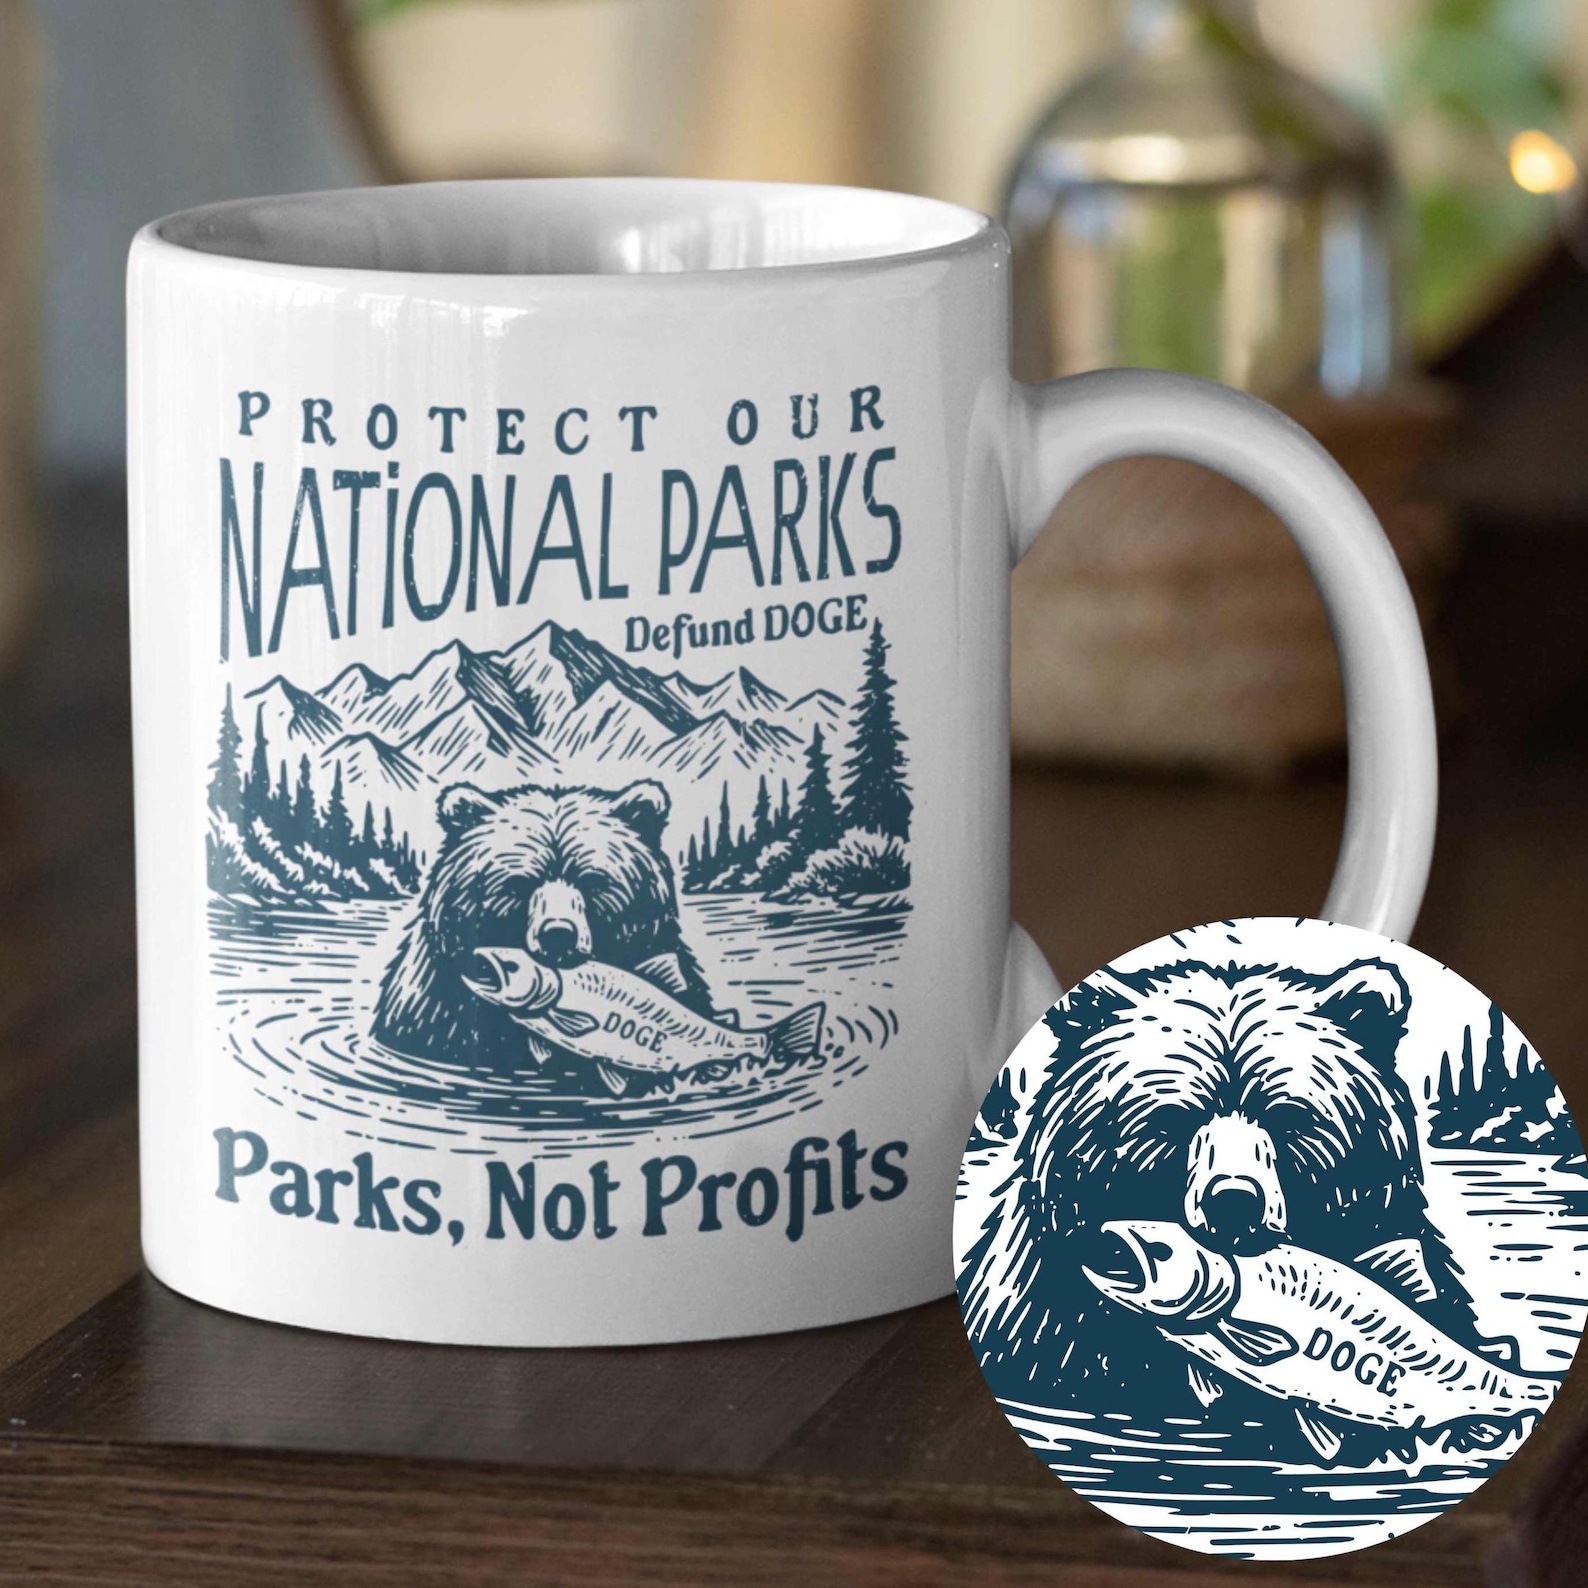 PROTECT OUR
NATiONAL PARKS
Defund DOGE
DOGE
Parks, Not Profits
DOGE